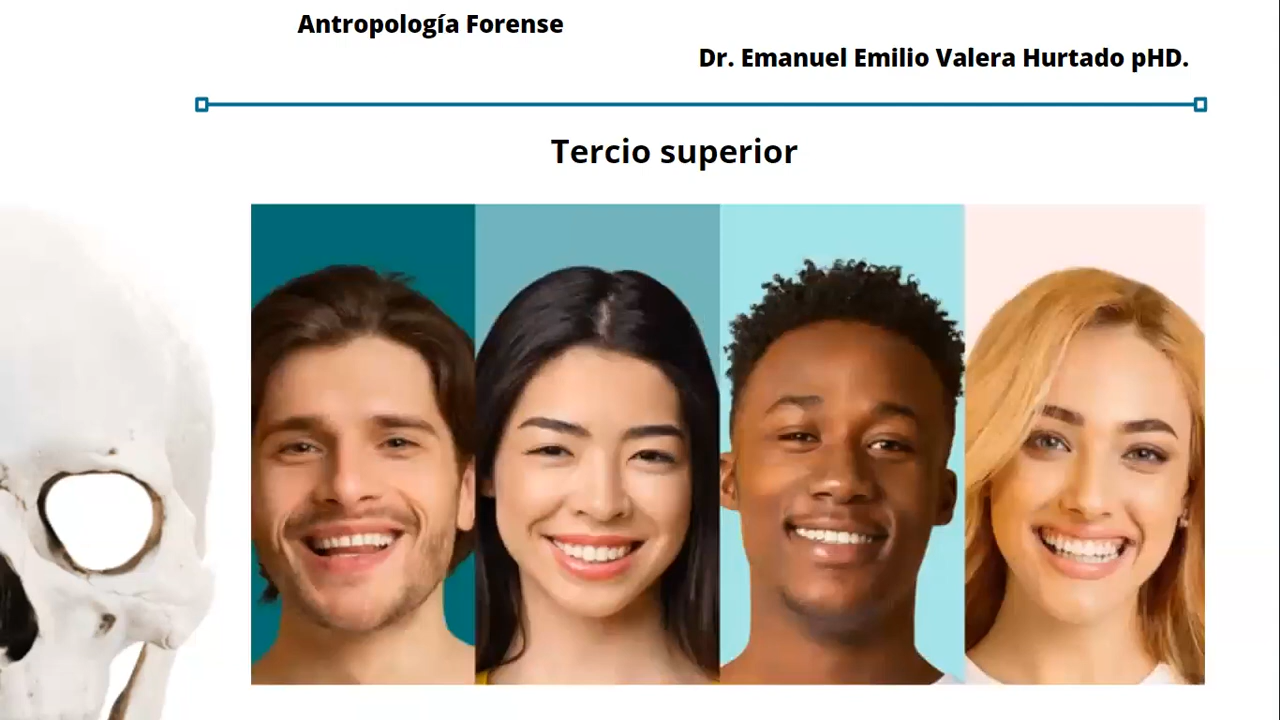 Antropología Forense
Dr. Emanuel Emilio Valera Hurtado pHD.
Tercio superior